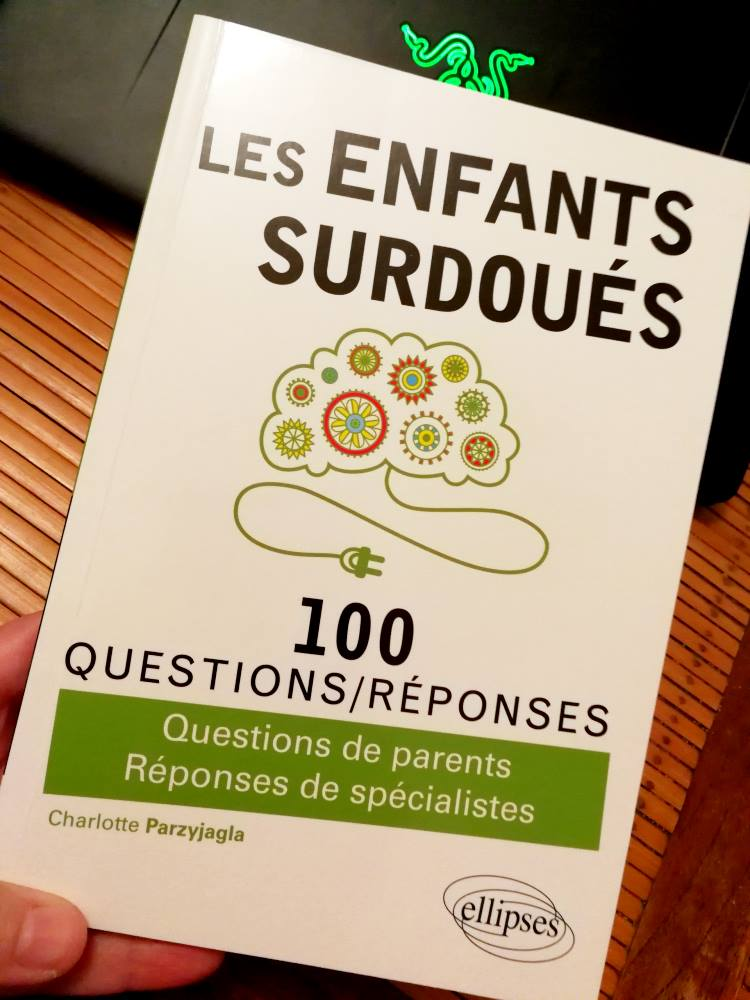 LES ENFANTS
SURDOUÉS
100
QUESTIONS/RÉPONSES
Questions de parents
Réponses de spécialistes
Charlotte Parzyjagla
ellipses